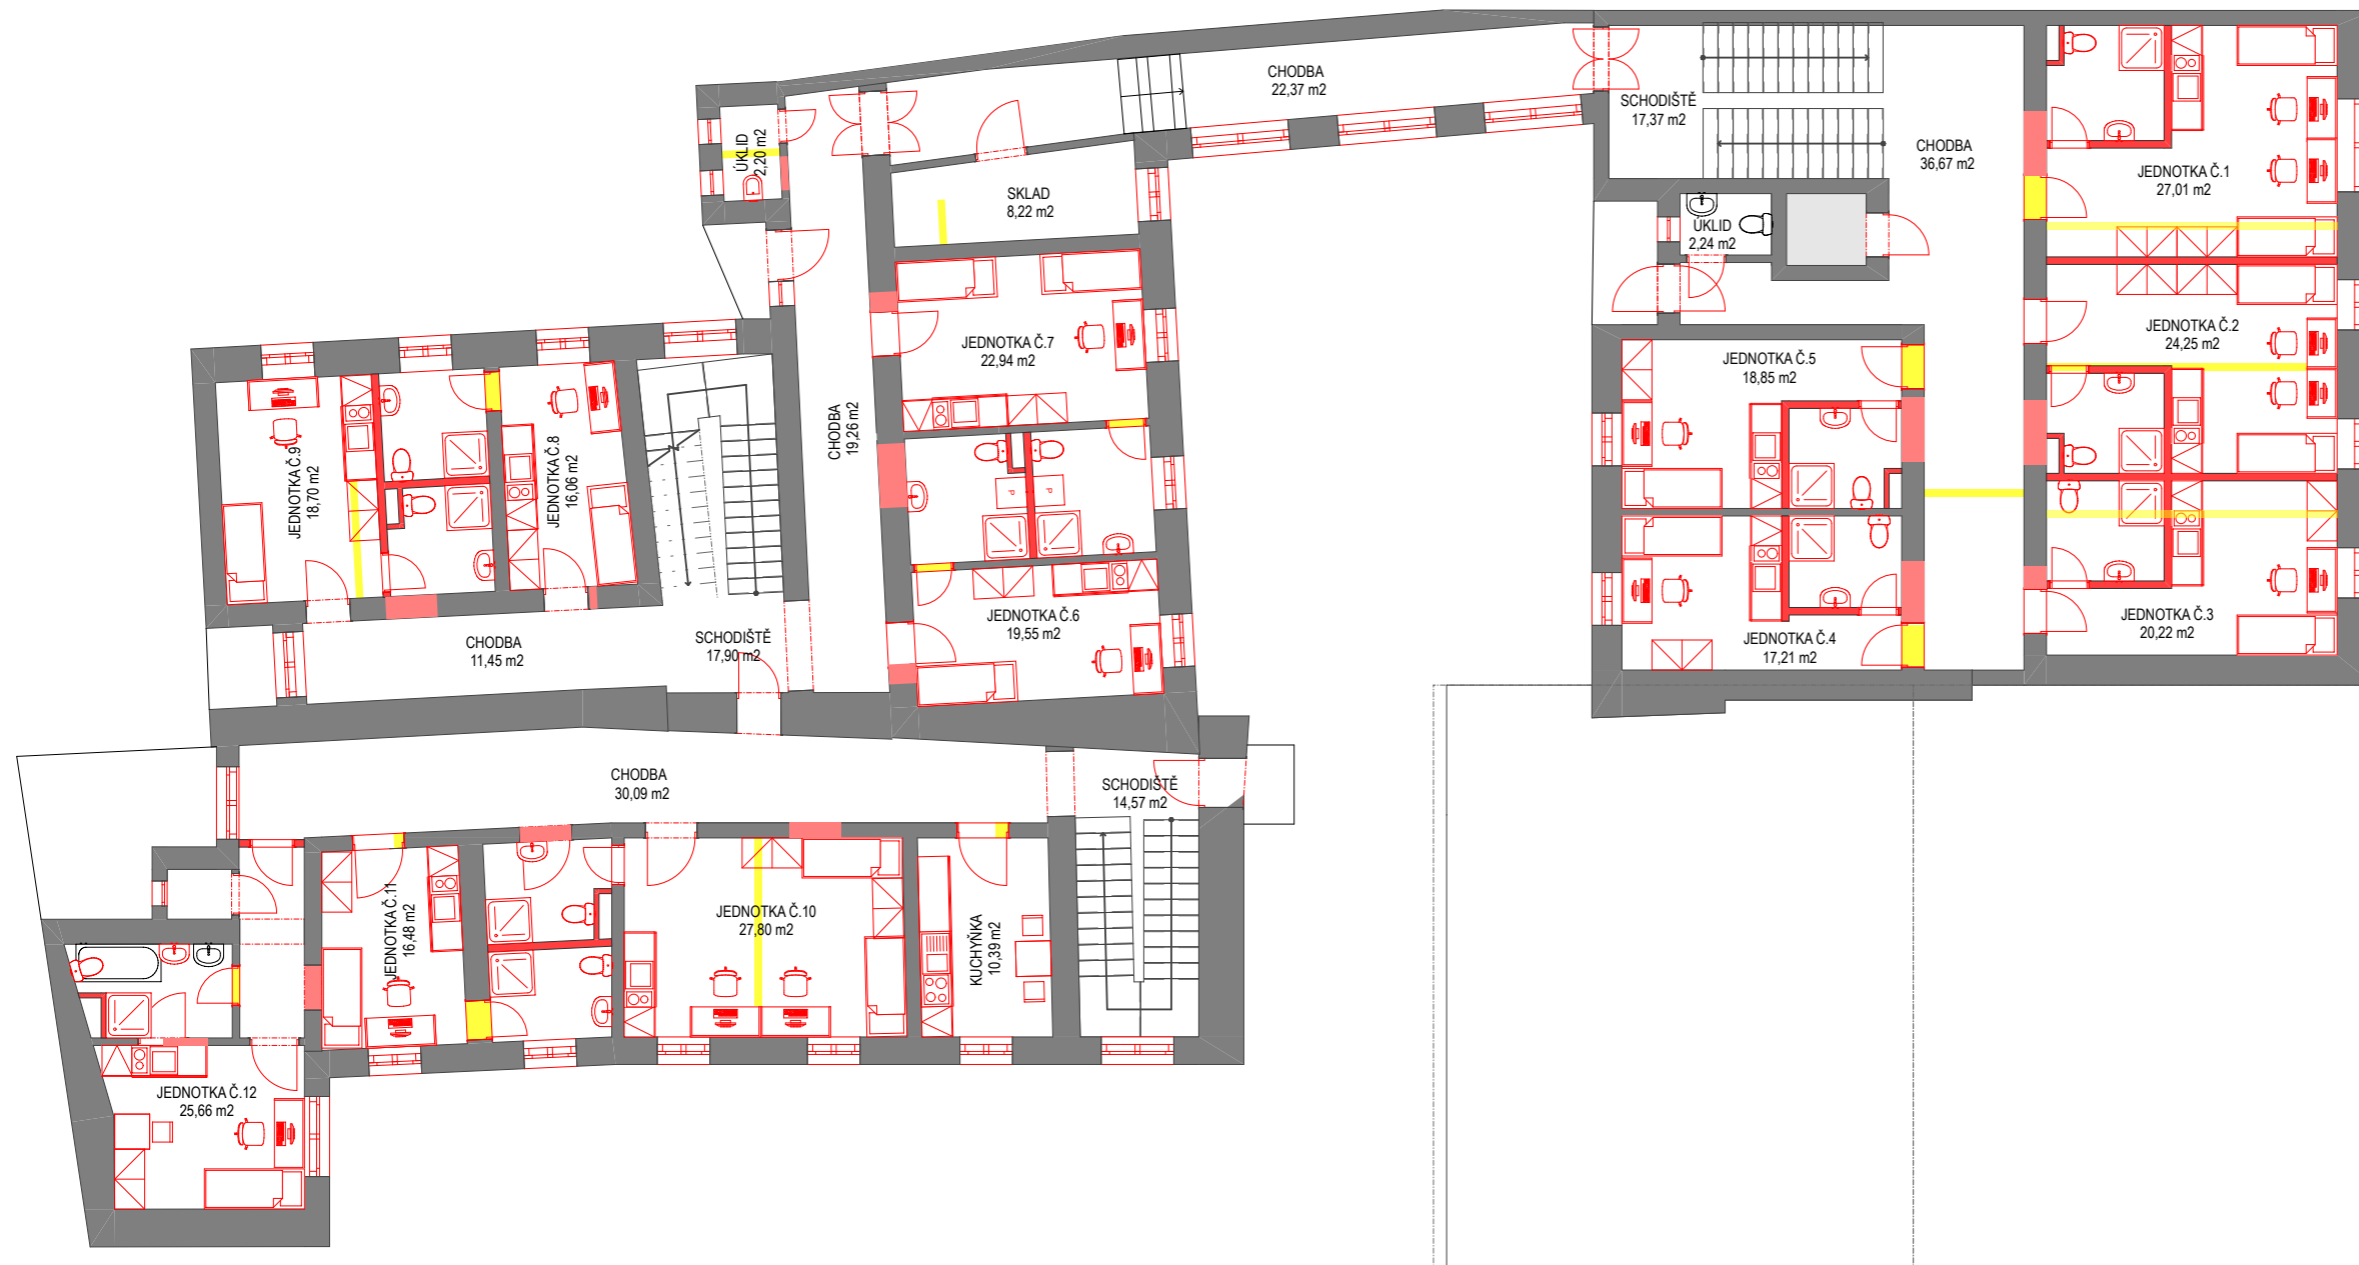 CHODBA
22,37 m2
SCHODIŠTĚ
17,37 m2
CHODBA
36,67 m2
JEDNOTKA Č.1
27,01 m2
ÚKLID
2,20 m2
SKLAD
8,22 m2
ÚKLID
2,24 m2
JEDNOTKA Č.2
24,25 m2
JEDNOTKA Č.7
22,94 m2
JEDNOTKA Č.5
18,85 m2
CHODBA
19,26 m2
JEDNOTKA Č.9
18,70 m2
JEDNOTKA Č.8
16,06 m2
JEDNOTKA Č.6
19,55 m2
JEDNOTKA Č.3
20,22 m2
JEDNOTKA Č.4
17,21 m2
CHODBA
11,45 m2
SCHODIŠTĚ
17,90 m2
CHODBA
30,09 m2
SCHODIŠTĚ
14,57 m2
JEDNOTKA Č.11
16,48 m2
JEDNOTKA Č.10
27,80 m2
KUCHYŇKA
10,39 m2
JEDNOTKA Č.12
25,66 m2